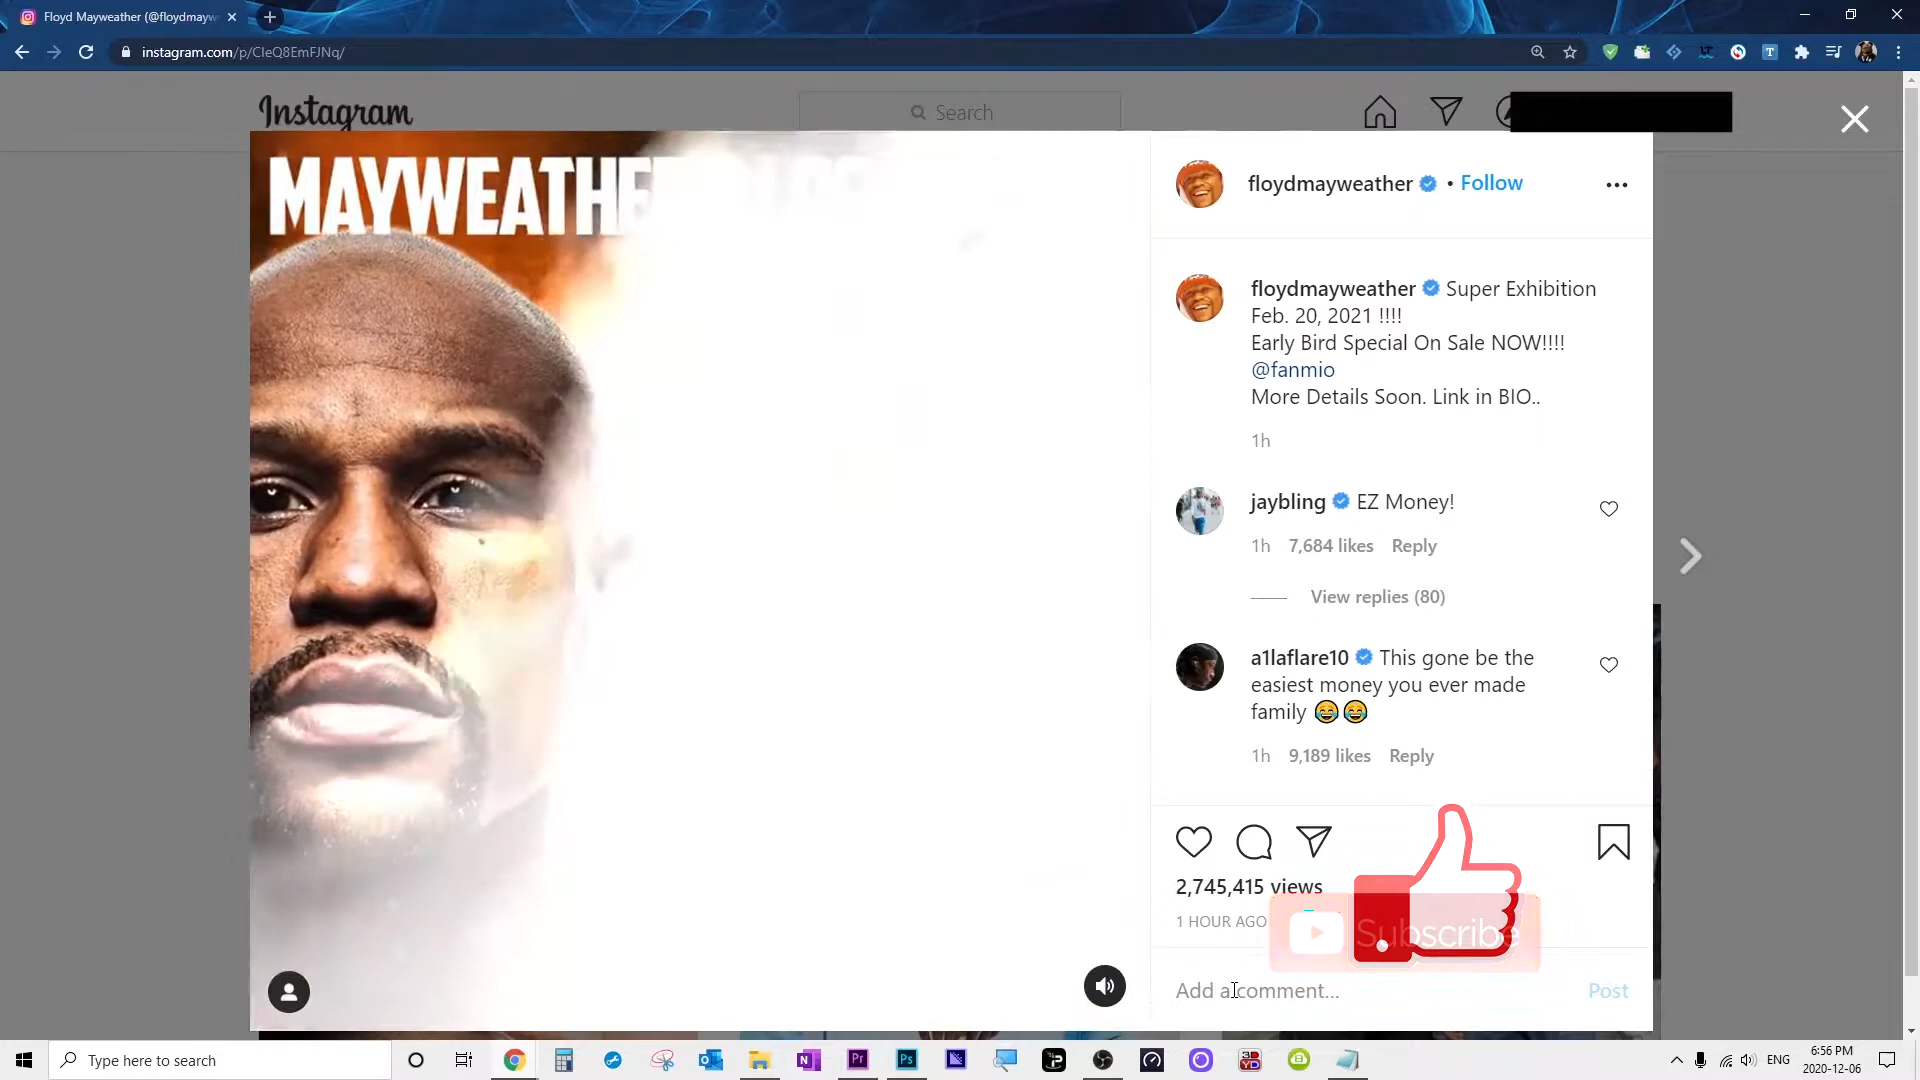 Floyd Mayweather (@floydmayw
instagram.com/p/CIeQ8EmFJNq/
Instagram
Search
MAYWEATHE
floydmayweather • Follow
floydmayweather Super Exhibition
Feb. 20, 2021 !!!!
Early Bird Special On Sale NOW!!!!
@fanmio
More Details Soon. Link in BIO..
1h
jaybling EZ Money!
1h 7,684 likes Reply
View replies (80)
a1laflare10 This gone be the
easiest money you ever made
family 😂😂
1h 9,189 likes Reply
2,745,415 views
1 HOUR AGO
Subscribe
Add a comment...
Post
Type here to search
ENG
6:56 PM
2020-12-06